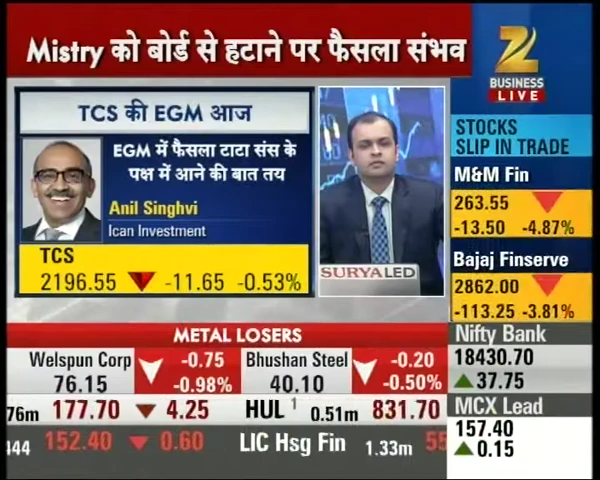 Mistry को बोर्ड से हटाने पर फैसला संभव
Z
BUSINESS
LIVE
TCS की EGM आज
EGM में फैसला टाटा संस के
पक्ष में आने की बात तय
Anil Singhvi
Ican Investment
TCS
2196.55 -11.65 -0.53%
SURYA LED
STOCKS
SLIP IN TRADE
M&M Fin
263.55
-13.50 -4.87%
Bajaj Finserve
2862.00
-113.25 -3.81%
METAL LOSERS
Welspun Corp -0.75 Bhushan Steel -0.20
76.15 -0.98% 40.10 -0.50%
Nifty Bank
18430.70
37.75
MCX Lead
157.40
0.15
76m 177.70 4.25 HUL 1 0.51m 831.70
444 152.40 0.60 LIC Hsg Fin 1.33m 55